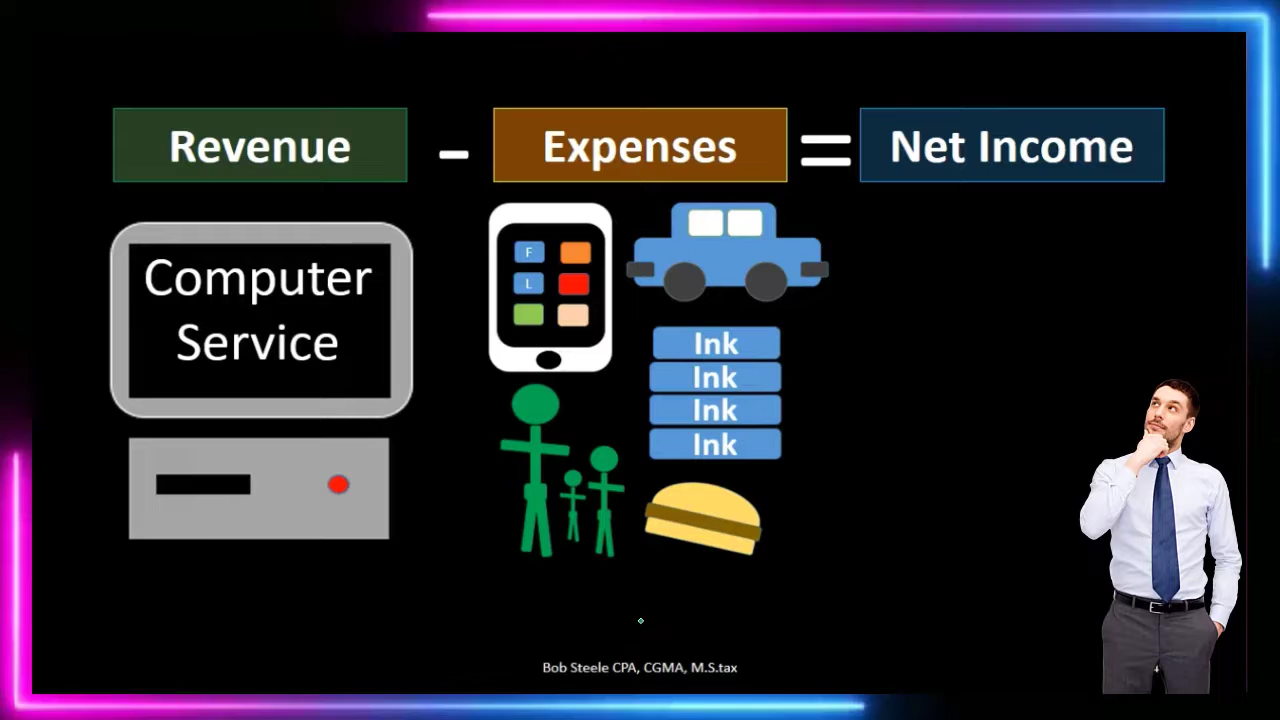 Revenue - Expenses = Net Income
Computer
Service
F
L
Ink
Ink
Ink
Ink
Bob Steele CPA, CGMA, M.S.tax